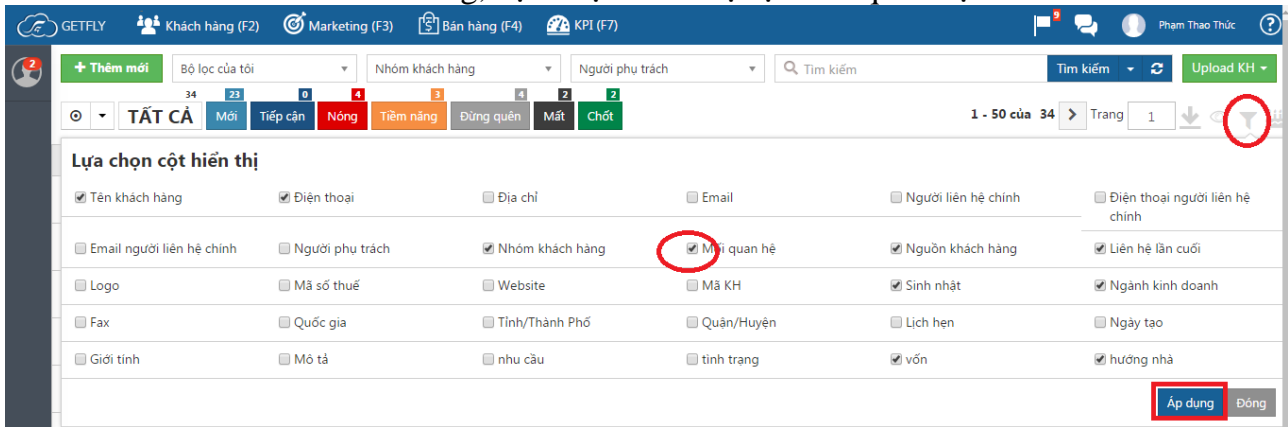 GETFLY Khách hàng (F2) Marketing (F3) Bán hàng (F4) KPI (F7) 9 Phạm Thao Thức ?
2 + Thêm mới Bộ lọc của tôi Nhóm khách hàng Người phụ trách Tìm kiếm Tìm kiếm Upload KH
34 23 0 4 3 4 2 2
TẤT CẢ Mới Tiếp cận Nóng Tiềm năng Đừng quên Mất Chốt 1 - 50 của 34 Trang 1
Lựa chọn cột hiển thị
Tên khách hàng Điện thoại Địa chỉ Email Người liên hệ chính Điện thoại người liên hệ
chính
Email người liên hệ chính Người phụ trách Nhóm khách hàng Mối quan hệ Nguồn khách hàng Liên hệ lần cuối
Logo Mã số thuế Website Mã KH Sinh nhật Ngành kinh doanh
Fax Quốc gia Tỉnh/Thành Phố Quận/Huyện Lịch hẹn Ngày tạo
Giới tính Mô tả nhu cầu tình trạng vốn hướng nhà
Áp dụng Đóng